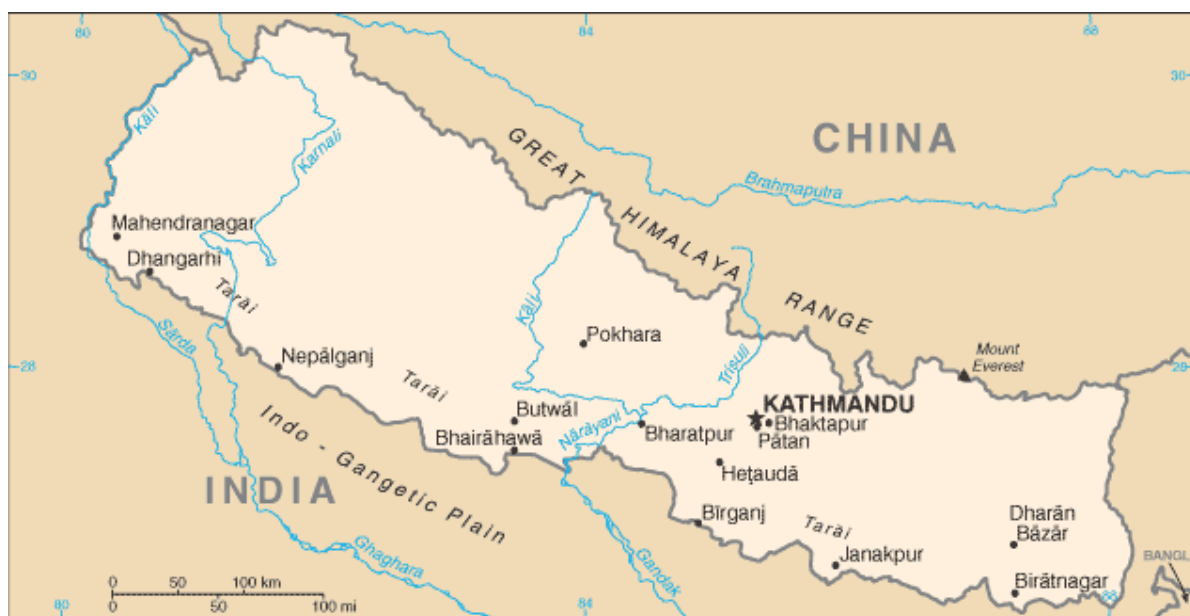 80
84
88
30
30
CHINA
Kāli
Karnali
GREAT
HIMALAYA
RANGE
Brahmaputra
Mahendranagar
Dhangarhi
Tarāi
Sārda
Kāli
Pokhara
Trisuli
Mount
Everest
28
28
Nepālganj
Tarāi
KATHMANDU
Bhaktapur
Pātan
Butwāl
Bhairāhawā
Nārāyani
Bharatpur
Heţaudā
Indo - Gangetic Plain
INDIA
Bīrganj
Tarāi
Janakpur
Dharān
Bāzār
Birātnagar
Ghaghara
Gandak
BANGL
0 50 100 km
0 50 100 mi
80
84
88